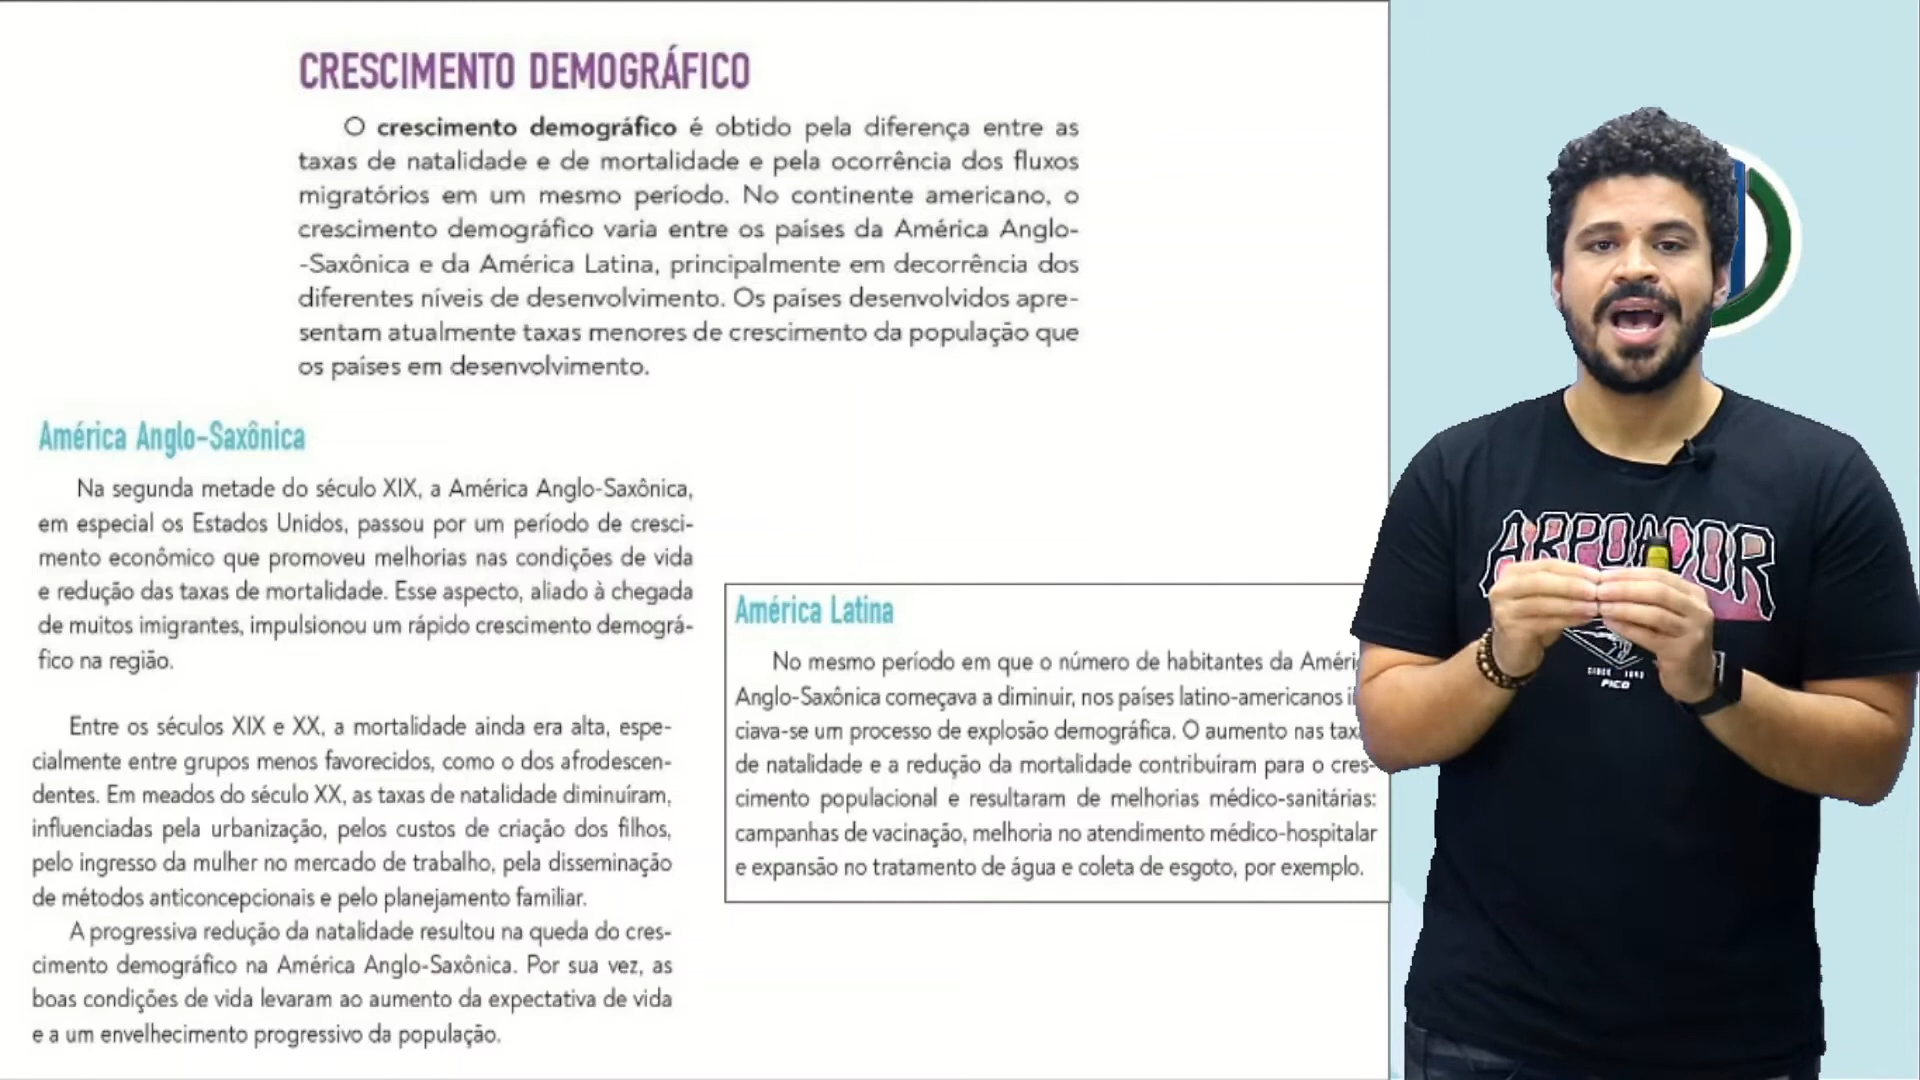 CRESCIMENTO DEMOGRÁFICO
O crescimento demográfico é obtido pela diferença entre as
taxas de natalidade e de mortalidade e pela ocorrência dos fluxos
migratórios em um mesmo período. No continente americano, o
crescimento demográfico varia entre os países da América Anglo-
-Saxônica e da América Latina, principalmente em decorrência dos
diferentes níveis de desenvolvimento. Os países desenvolvidos apre-
sentam atualmente taxas menores de crescimento da população que
os países em desenvolvimento.
América Anglo-Saxônica
Na segunda metade do século XIX, a América Anglo-Saxônica,
em especial os Estados Unidos, passou por um período de cresci-
mento econômico que promoveu melhorias nas condições de vida
e redução das taxas de mortalidade. Esse aspecto, aliado à chegada
de muitos imigrantes, impulsionou um rápido crescimento demográ-
fico na região.
Entre os séculos XIX e XX, a mortalidade ainda era alta, espe-
cialmente entre grupos menos favorecidos, como o dos afrodescen-
dentes. Em meados do século XX, as taxas de natalidade diminuíram,
influenciadas pela urbanização, pelos custos de criação dos filhos,
pelo ingresso da mulher no mercado de trabalho, pela disseminação
de métodos anticoncepcionais e pelo planejamento familiar.
A progressiva redução da natalidade resultou na queda do cres-
cimento demográfico na América Anglo-Saxônica. Por sua vez, as
boas condições de vida levaram ao aumento da expectativa de vida
e a um envelhecimento progressivo da população.
América Latina
No mesmo período em que o número de habitantes da
Anglo-Saxônica começava a diminuir, nos países latino-americanos
ciava-se um processo de explosão demográfica. O aumento nas
de natalidade e a redução da mortalidade contribuíram para o cres-
cimento populacional e resultaram de melhorias médico-sanitárias:
campanhas de vacinação, melhoria no atendimento médico-hospitalar
e expansão no tratamento de água e coleta de esgoto, por exemplo.
ARPOADOR
PICO